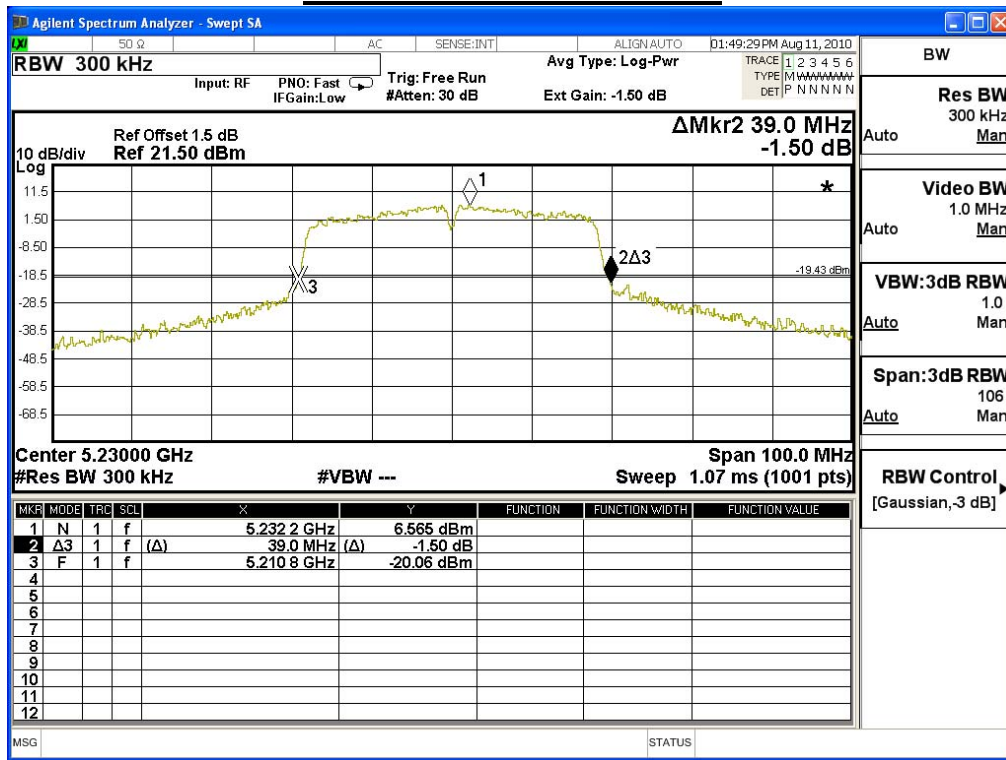 Agilent Spectrum Analyzer - Swept SA
LXI 50 Ω AC SENSE:INT ALIGN AUTO 01:49:29 PM Aug 11, 2010
RBW 300 kHz
Input: RF PNO: Fast IFGain:Low
Trig: Free Run
#Atten: 30 dB
Avg Type: Log-Pwr
Ext Gain: -1.50 dB
TRACE 1 2 3 4 5 6
TYPE M WWWWW
DET P N N N N N
Ref Offset 1.5 dB
10 dB/div Ref 21.50 dBm
Log
ΔMkr2 39.0 MHz
-1.50 dB
11.5
1.50
-8.50
-18.5
-28.5
-38.5
-48.5
-58.5
-68.5
1
*
2Δ3
-19.43 dBm
3
Center 5.23000 GHz Span 100.0 MHz
#Res BW 300 kHz #VBW --- Sweep 1.07 ms (1001 pts)
MKR MODE TRC SCL X Y FUNCTION FUNCTION WIDTH FUNCTION VALUE
1 N 1 f 5.232 2 GHz 6.565 dBm
2 Δ3 1 f (Δ) 39.0 MHz (Δ) -1.50 dB
3 F 1 f 5.210 8 GHz -20.06 dBm
4
5
6
7
8
9
10
11
12
MSG STATUS
BW
Res BW
300 kHz
Auto Man
Video BW
1.0 MHz
Auto Man
VBW:3dB RBW
1.0
Auto Man
Span:3dB RBW
106
Auto Man
RBW Control
[Gaussian,-3 dB]